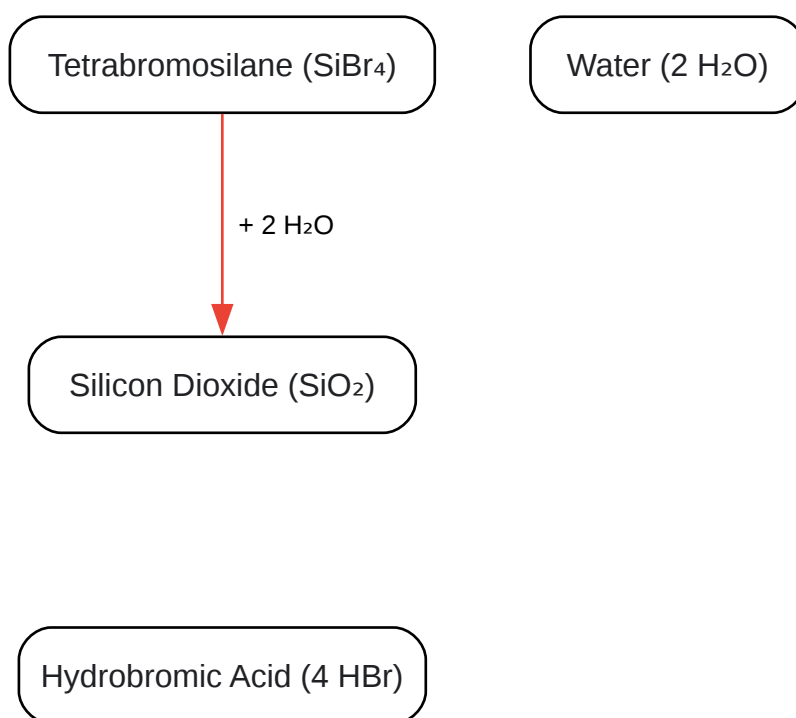 Tetrabromosilane (SiBr₄)
Water (2 H₂O)
+ 2 H₂O
Silicon Dioxide (SiO₂)
Hydrobromic Acid (4 HBr)